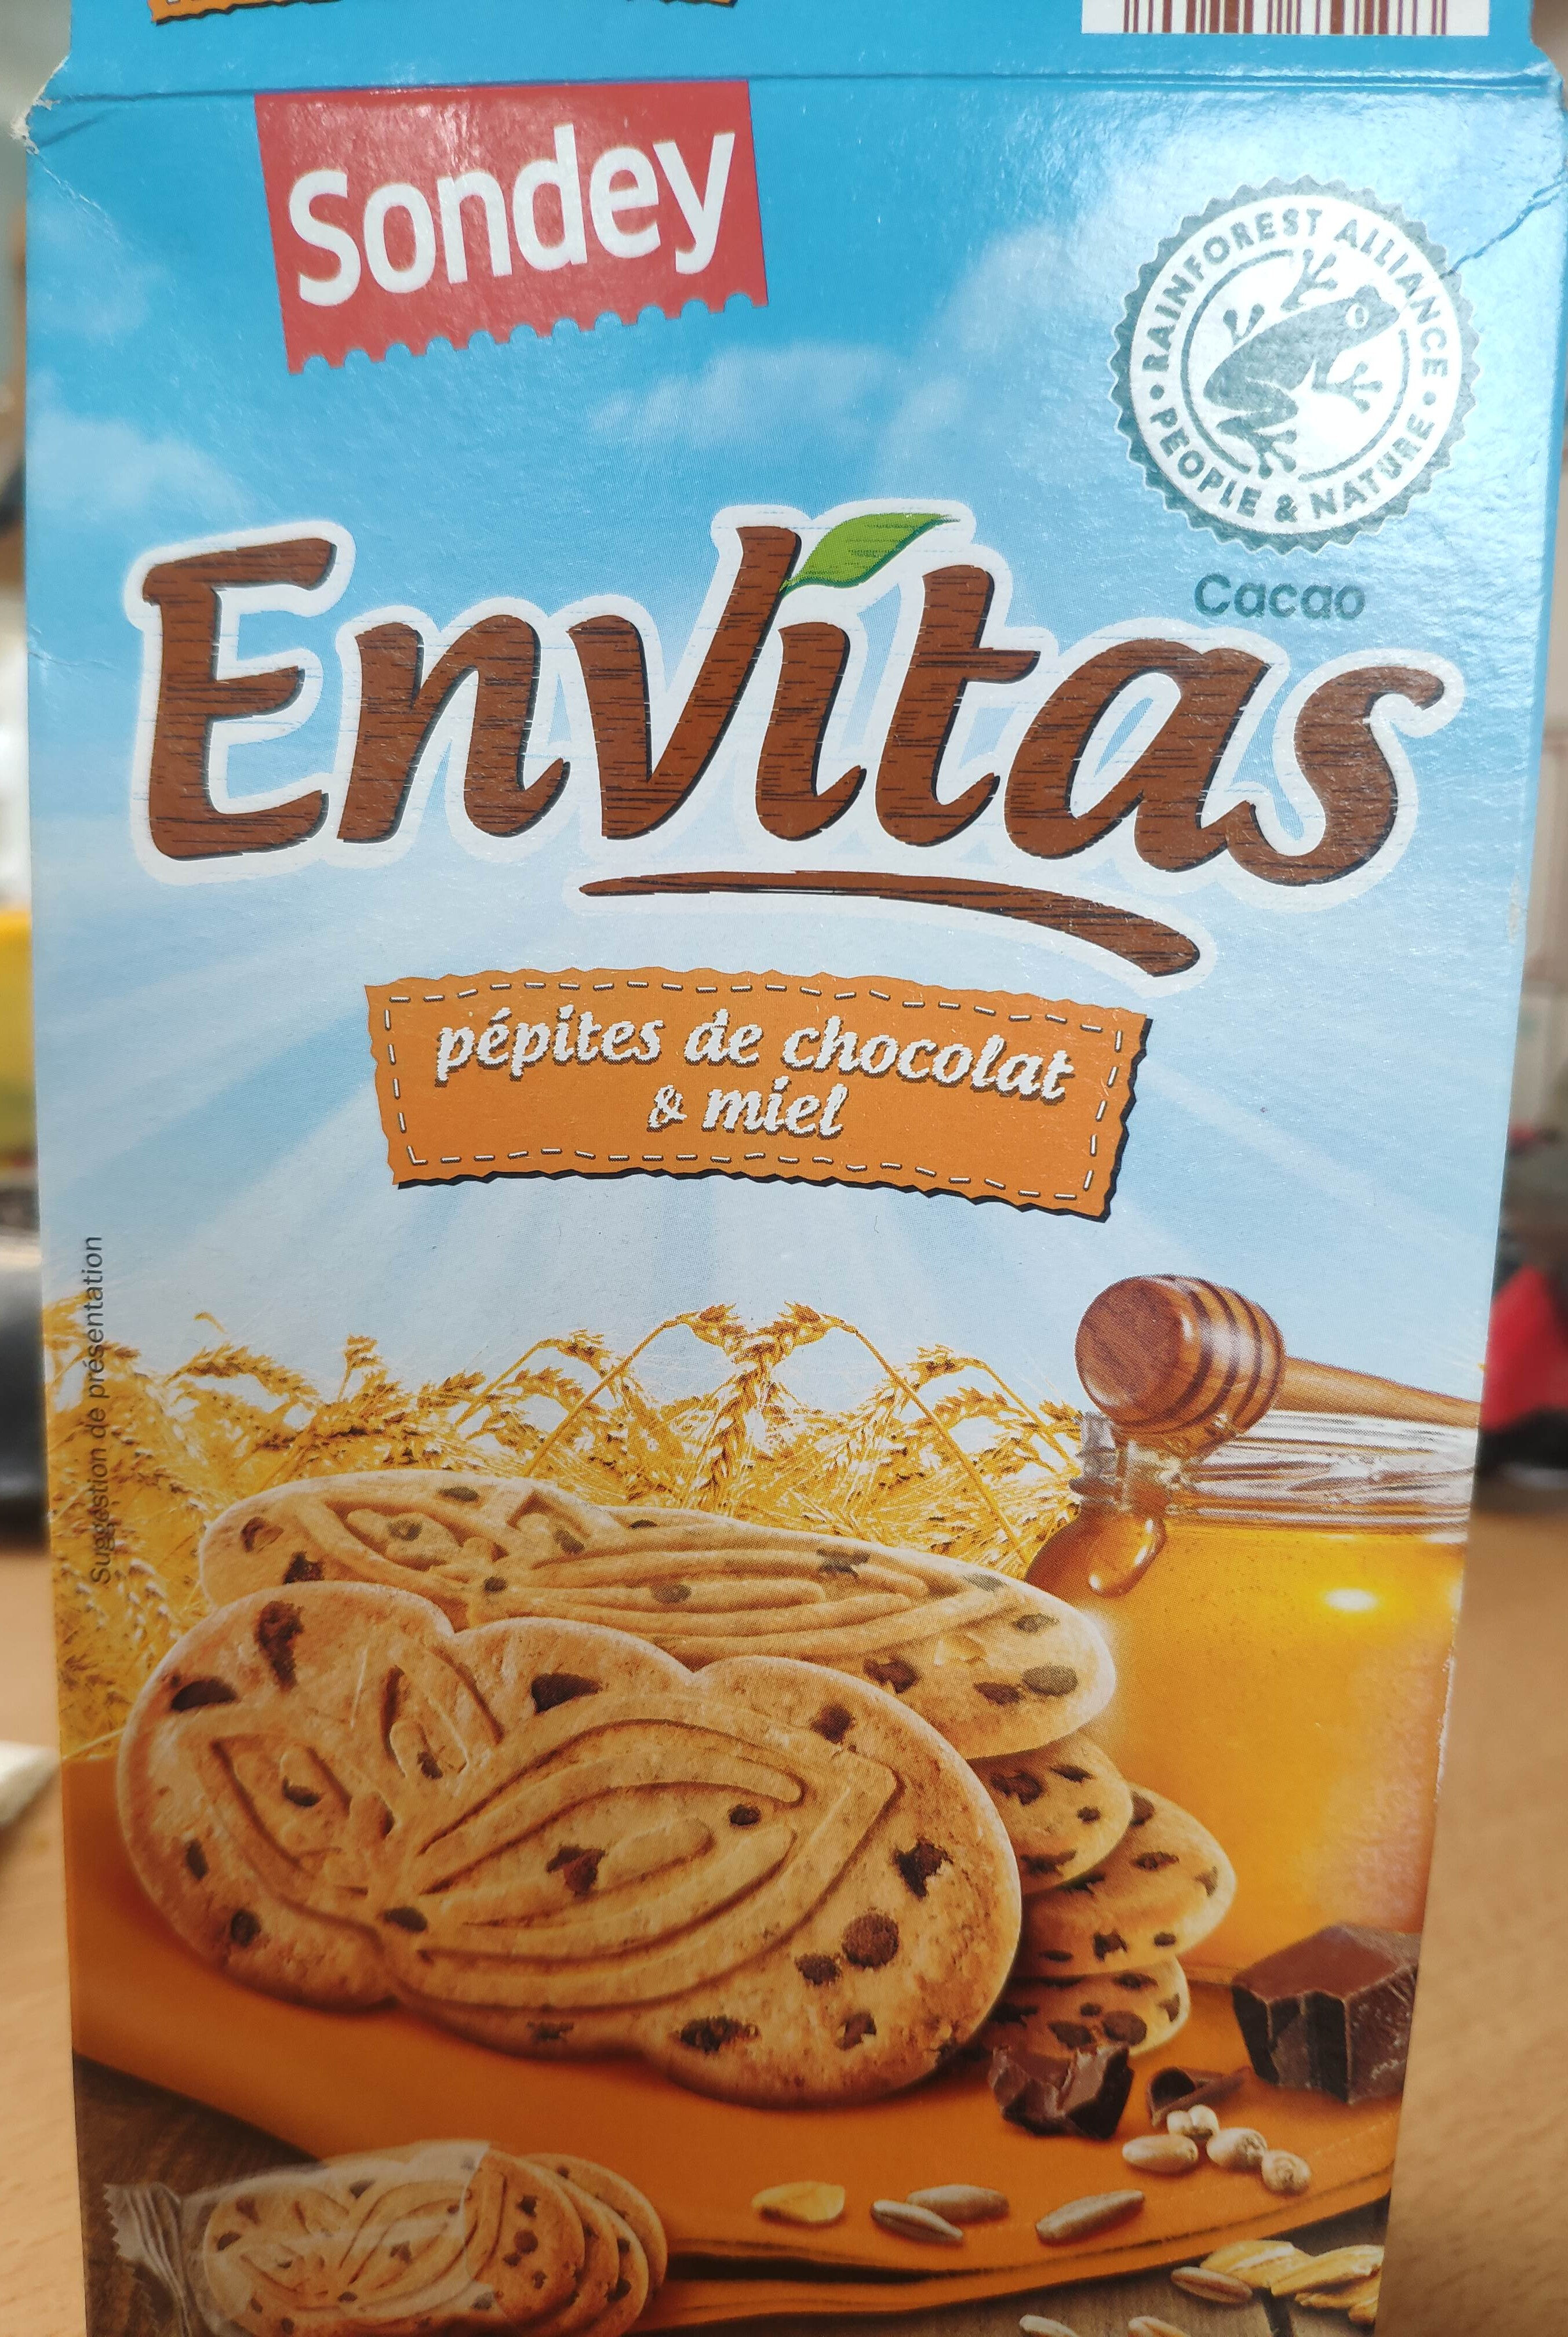 Sondey
RAINFOREST ALLIANCE
• PEOPLE & NATURE •
Cacao
Envitas
pépites de chocolat
& miel
Suggestion de présentation